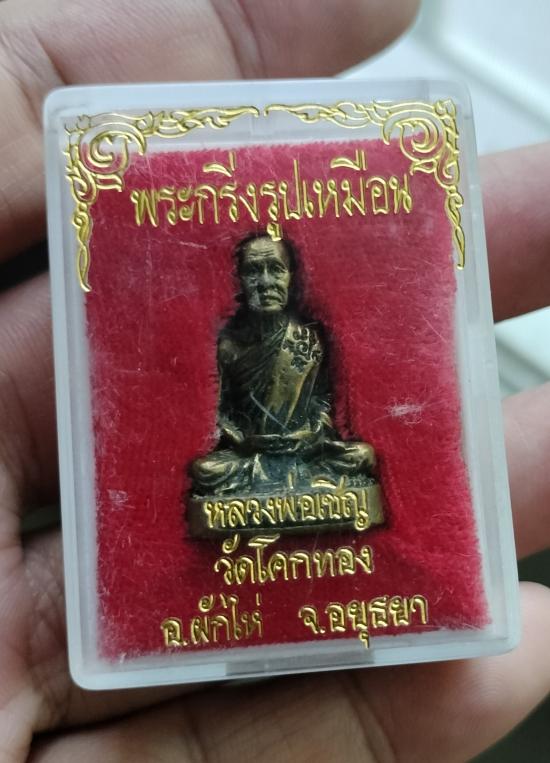 พระกริ่งรูปเหมือน
หลวงพ่อเชิญ
วัดโคกทอง
อ.ผักไห่ จ.อยุธยา